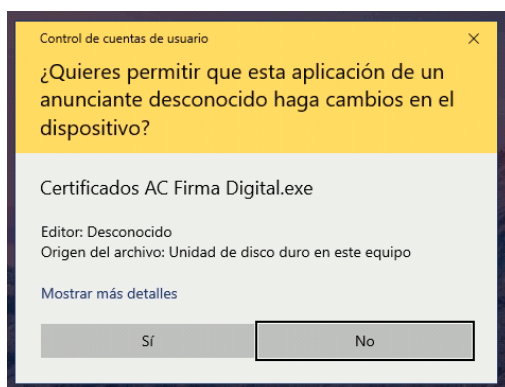 Control de cuentas de usuario
¿Quieres permitir que esta aplicación de un
anunciante desconocido haga cambios en el
dispositivo?
Certificados AC Firma Digital.exe
Editor: Desconocido
Origen del archivo: Unidad de disco duro en este equipo
Mostrar más detalles
Sí
No